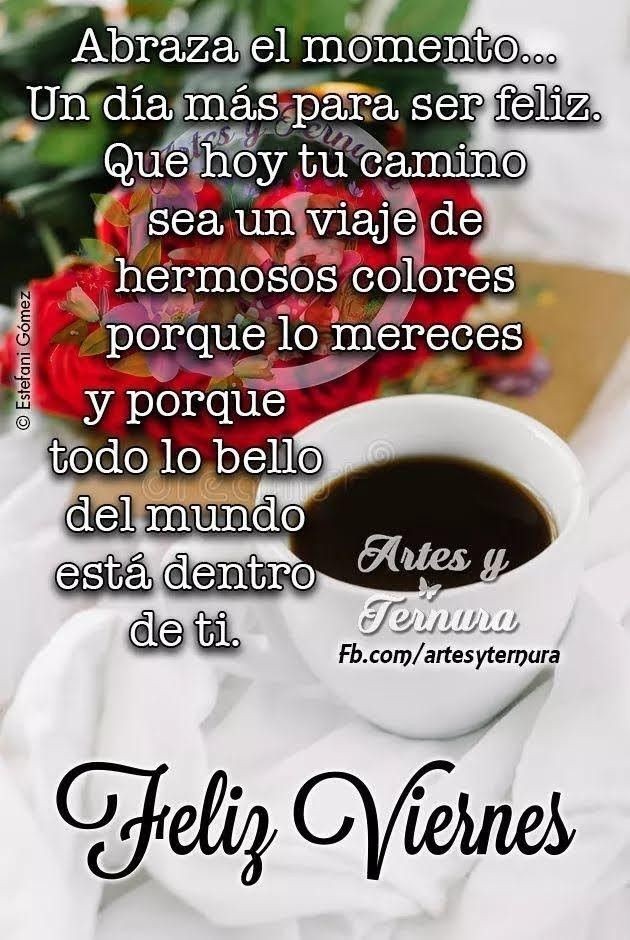 Abraza el momento...
Un día más para ser feliz.
Que hoy tu camino
sea un viaje de
hermosos colores
porque lo mereces
y porque
todo lo bello
del mundo
está dentro
de ti.
© Estefani Gómez
Artes y Ternura
Artes y
Ternura
Fb.com/artesyternura
Feliz Viernes